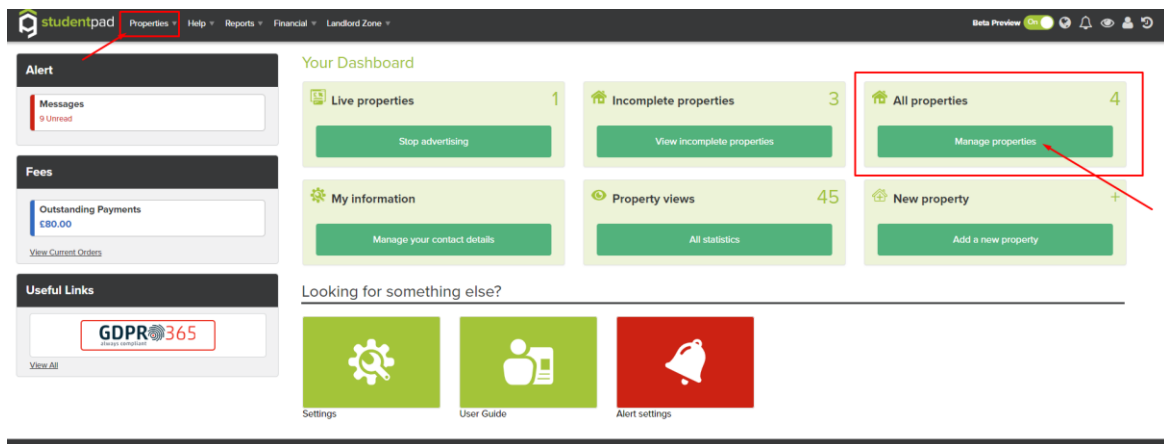 studentpad Properties Help Reports Financial Landlord Zone Beta Preview On
Alert
Messages
9 Unread
Fees
Outstanding Payments
£80.00
View Current Orders
Useful Links
GDPR 365
always compliant
View All
Your Dashboard
Live properties 1
Stop advertising
Incomplete properties 3
View incomplete properties
All properties 4
Manage properties
My information
Manage your contact details
Property views 45
All statistics
New property +
Add a new property
Looking for something else?
Settings
User Guide
Alert settings